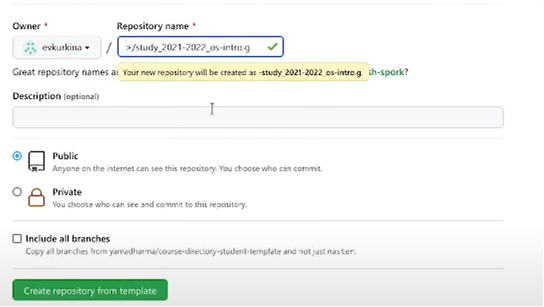 Owner *
Repository name *
evkurkina
/
>/study_2021-2022_os-intro.g
Great repository names a
Your new repository will be created as -study_2021-2022_os-intro.g.
sh-spork?
Description (optional)
Public
Anyone on the internet can see this repository. You choose who can commit.
Private
You choose who can see and commit to this repository.
Include all branches
Copy all branches from yamadharma/course-directory-student-template and not just master.
Create repository from template